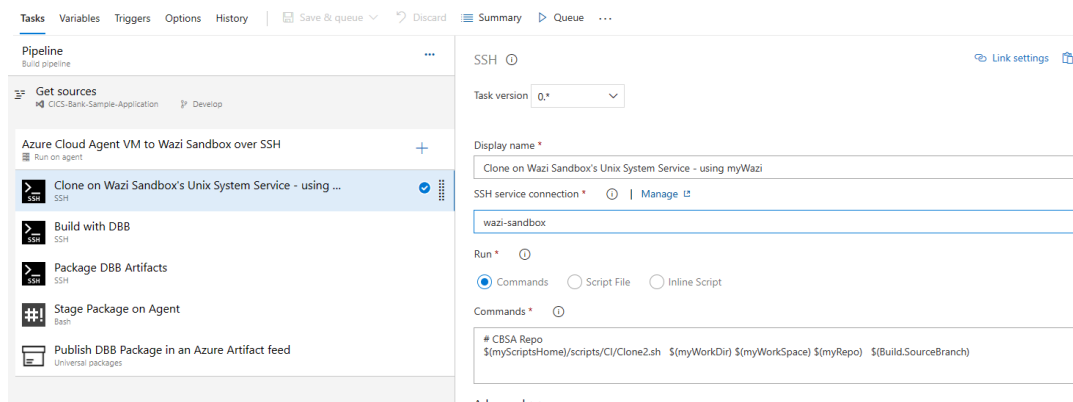 Tasks Variables Triggers Options History Save & queue Discard Summary Queue ...
Pipeline
Build pipeline
Get sources
CICS-Bank-Sample-Application Develop
Azure Cloud Agent VM to Wazi Sandbox over SSH
Run on agent
Clone on Wazi Sandbox's Unix System Service - using ...
SSH
Build with DBB
SSH
Package DBB Artifacts
SSH
Stage Package on Agent
Bash
Publish DBB Package in an Azure Artifact feed
Universal packages
SSH
Link settings
Task version 0.*
Display name *
Clone on Wazi Sandbox's Unix System Service - using myWazi
SSH service connection * | Manage
wazi-sandbox
Run *
Commands Script File Inline Script
Commands *
# CBSA Repo
$(myScriptsHome)/scripts/CI/Clone2.sh $(myWorkDir) $(myWorkSpace) $(myRepo) $(Build.SourceBranch)